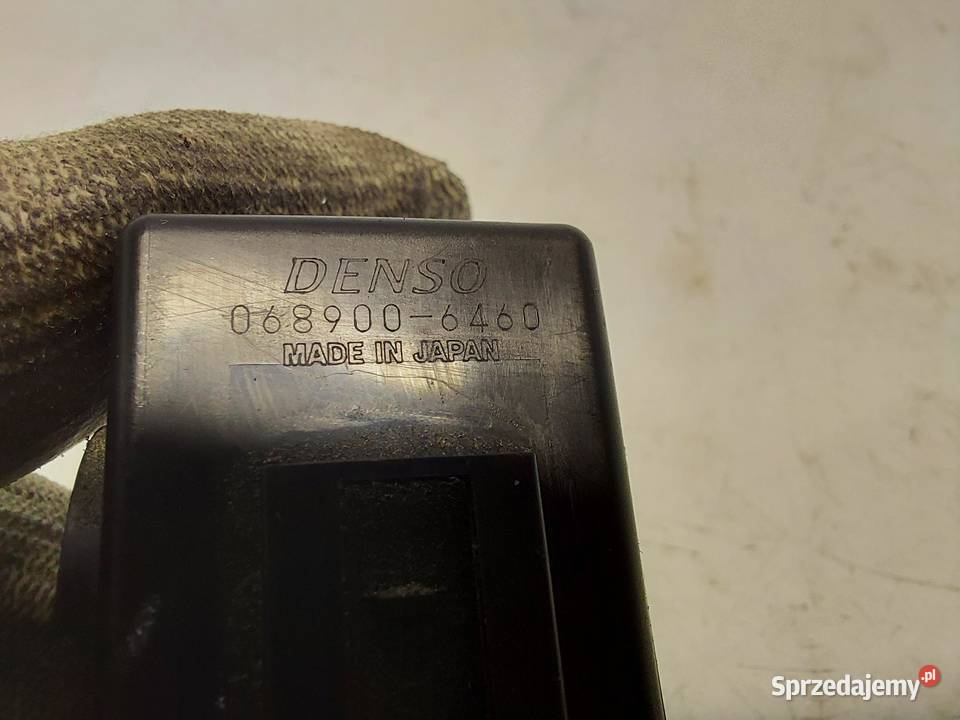 DENSO
068900-6460
MADE IN JAPAN
Sprzedajemy.pl